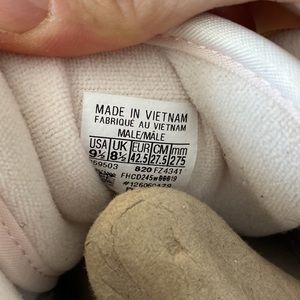 MADE IN VIETNAM
FABRIQUÉ AU VIETNAM
MALE/MÂLE
USA UK EUR CM mm
9½ 8½ 42.5 27.5 275
820 FZ4341